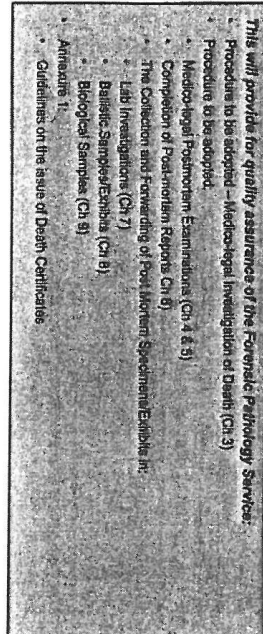 This will provide for quality assurance of the Forensic Pathology Service:
• Procedure to be adopted – Medico-legal Investigation of Death (Ch 3)
• Procedure to be adopted:
• Medico-legal Postmortem Examinations (Ch 4 & 5)
• Completion of Post-mortem Reports Ch 6)
• The Collection and Forwarding of Post Mortem Specimens/Exhibits in:
• Lab Investigations (Ch 7)
• Ballistic Samples/Exhibits (Ch 8)
• Biological Samples (Ch 9)
• Annexure 1:
• Guidelines on the issue of Death Certificates